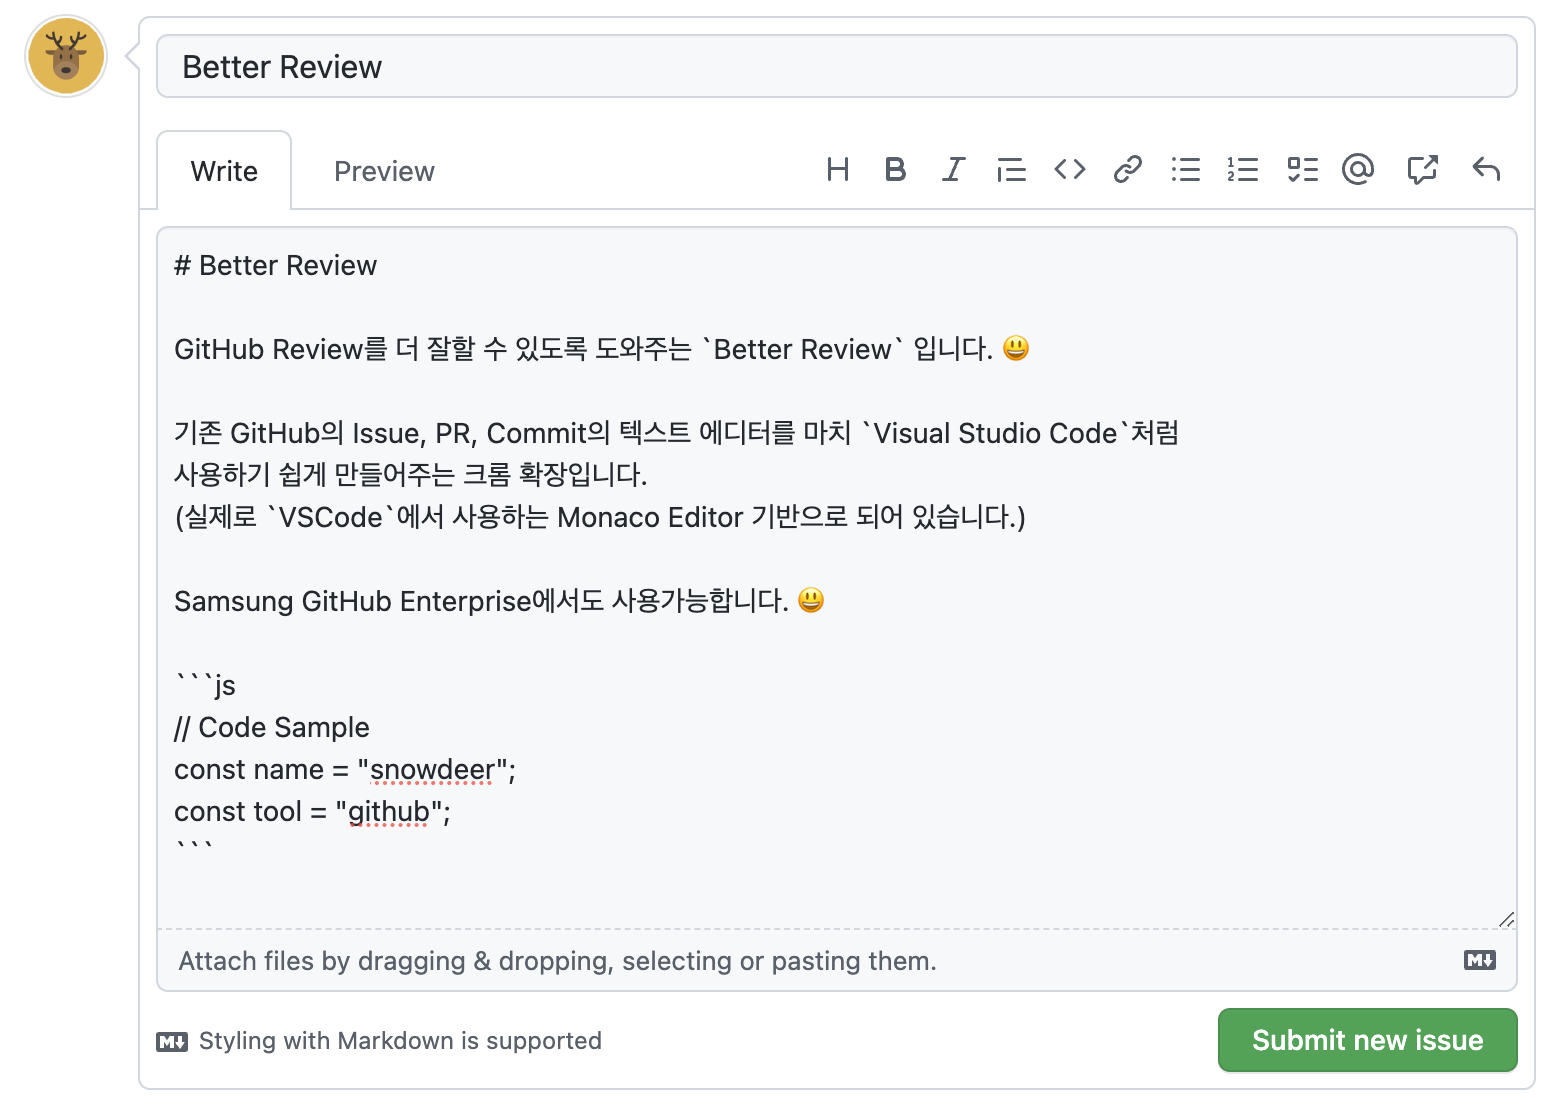 Better Review
Write Preview
# Better Review
GitHub Review를 더 잘할 수 있도록 도와주는 `Better Review` 입니다. 😃
기존 GitHub의 Issue, PR, Commit의 텍스트 에디터를 마치 `Visual Studio Code`처럼
사용하기 쉽게 만들어주는 크롬 확장입니다.
(실제로 `VSCode`에서 사용하는 Monaco Editor 기반으로 되어 있습니다.)
Samsung GitHub Enterprise에서도 사용가능합니다. 😃
```js
// Code Sample
const name = "snowdeer";
const tool = "github";
```
Attach files by dragging & dropping, selecting or pasting them.
Styling with Markdown is supported
Submit new issue